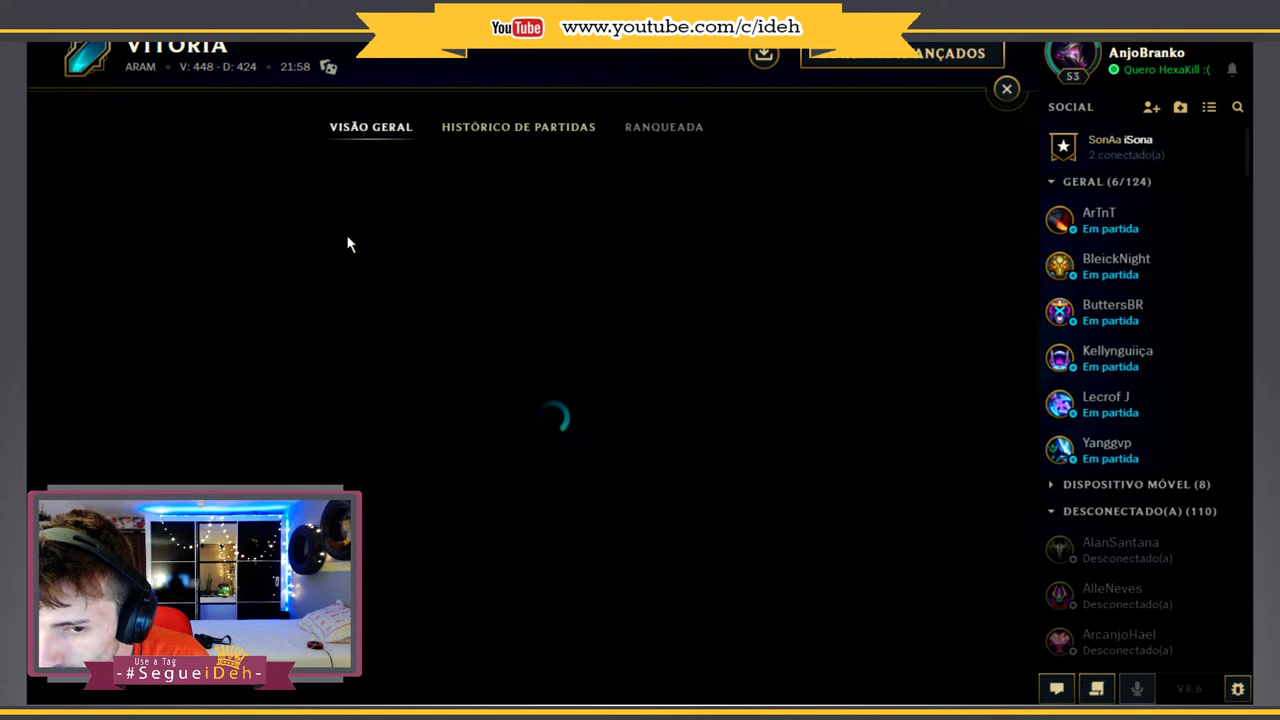 You Tube www.youtube.com/c/ideh
VITÓRIA
ARAM • V: 448 - D: 424 • 21:58
ANÇADOS
53
AnjoBranko
Quero HexaKill :(
VISÃO GERAL
HISTÓRICO DE PARTIDAS
RANQUEADA
SOCIAL
SonAa iSona
2 conectado(a)
GERAL (6/124)
ArTnT
Em partida
BleickNight
Em partida
ButtersBR
Em partida
Kellynguiiça
Em partida
Lecrof J
Em partida
Yanggvp
Em partida
DISPOSITIVO MÓVEL (8)
DESCONECTADO(A) (110)
AlanSantana
Desconectado(a)
AlleNeves
Desconectado(a)
ArcanjoHael
Desconectado(a)
V8.6
Use a Tag
-#SegueiDeh-